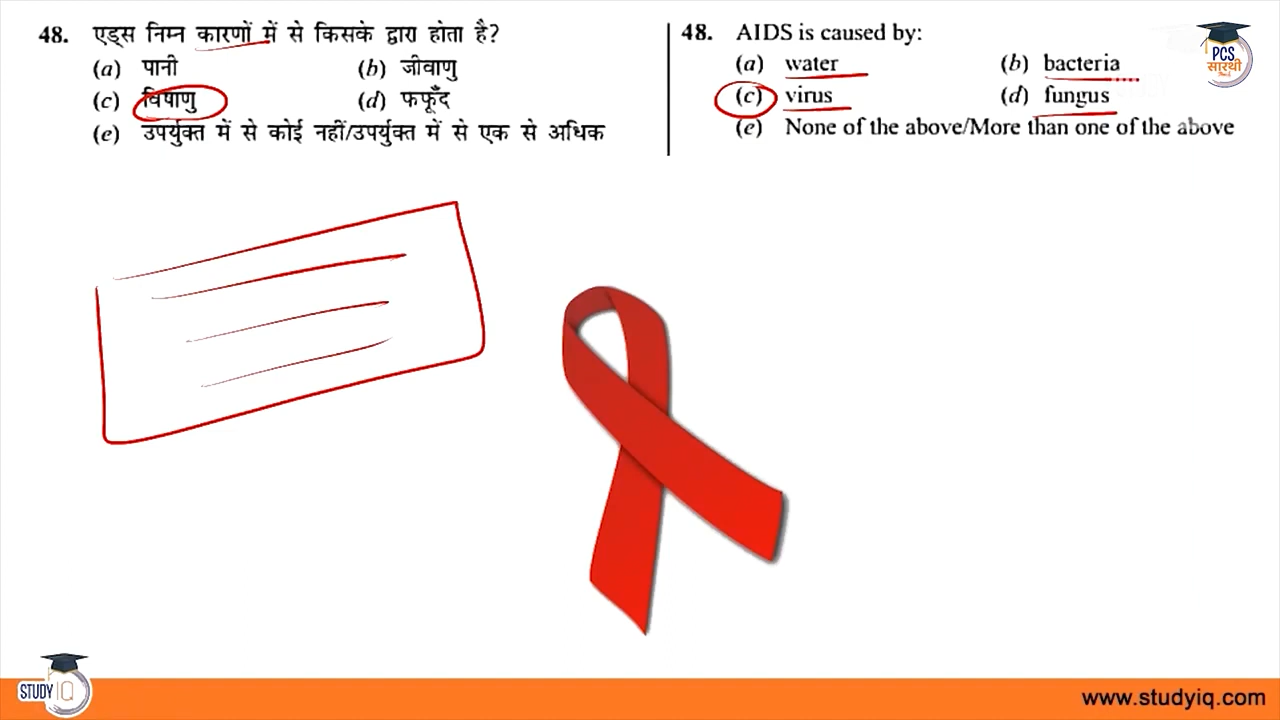 48. एड्स निम्न कारणों में से किसके द्वारा होता है?
(a) पानी (b) जीवाणु
(c) विषाणु (d) फफूँद
(e) उपर्युक्त में से कोई नहीं/उपर्युक्त में से एक से अधिक
48. AIDS is caused by:
(a) water (b) bacteria
(c) virus (d) fungus
(e) None of the above/More than one of the above
PCS
सारथी
STUDY IQ
www.studyiq.com